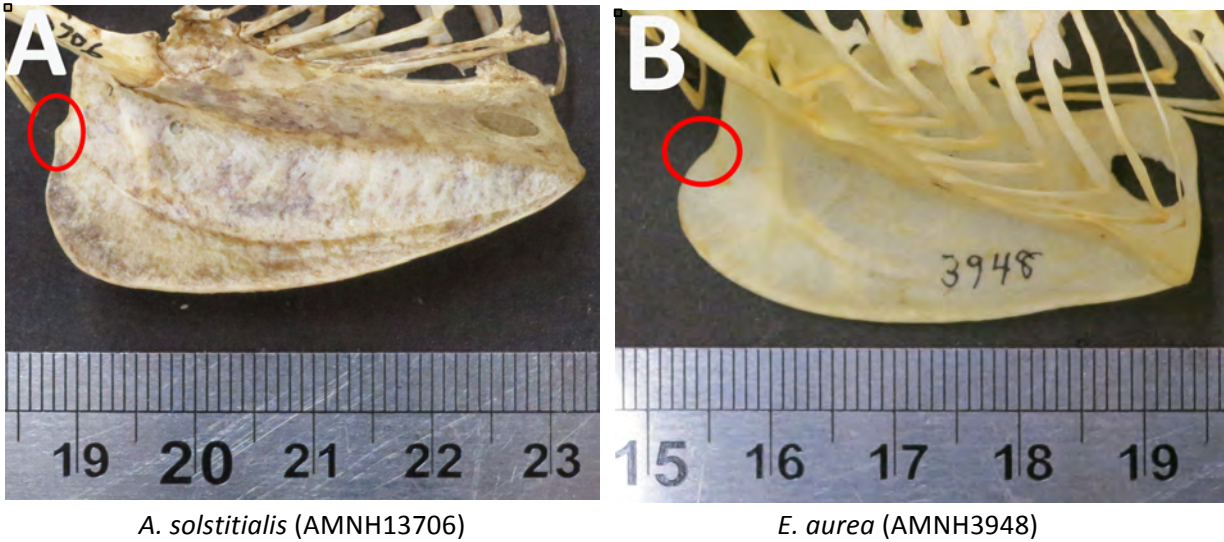 A
706
B
3948
19 20 21 22 23
15 16 17 18 19
A. solstitialis (AMNH13706)
E. aurea (AMNH3948)